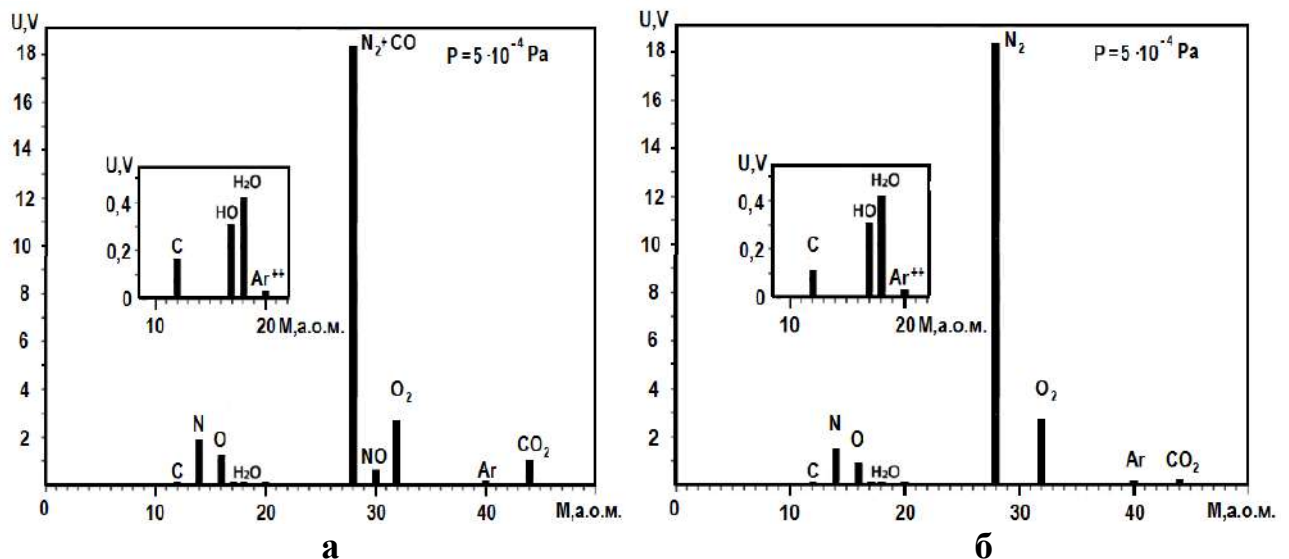 U,V
18
16
14
12
10
8
6
4
2
N₂+CO
P = 5 ·10⁻⁴ Pa
U,V
0,4
0,2
0
C
HO
H₂O
Ar⁺⁺
10
20 М,а.о.м.
C
N
O
H₂O
NO
O₂
Ar
CO₂
0
10
20
30
40
М,а.о.м.
а
U,V
18
16
14
12
10
8
6
4
2
N₂
P = 5 ·10⁻⁴ Pa
U,V
0,4
0,2
0
C
HO
H₂O
Ar⁺⁺
10
20 М,а.о.м.
C
N
O
H₂O
O₂
Ar
CO₂
0
10
20
30
40
М,а.о.м.
б